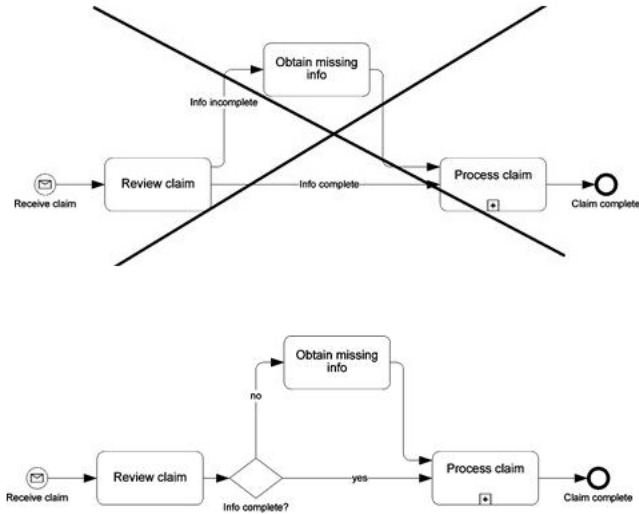 Obtain missing
info
Info incomplete
Review claim
Info complete
Process claim
Receive claim
Claim complete
Obtain missing
info
no
Review claim
yes
Process claim
Receive claim
Info complete?
Claim complete